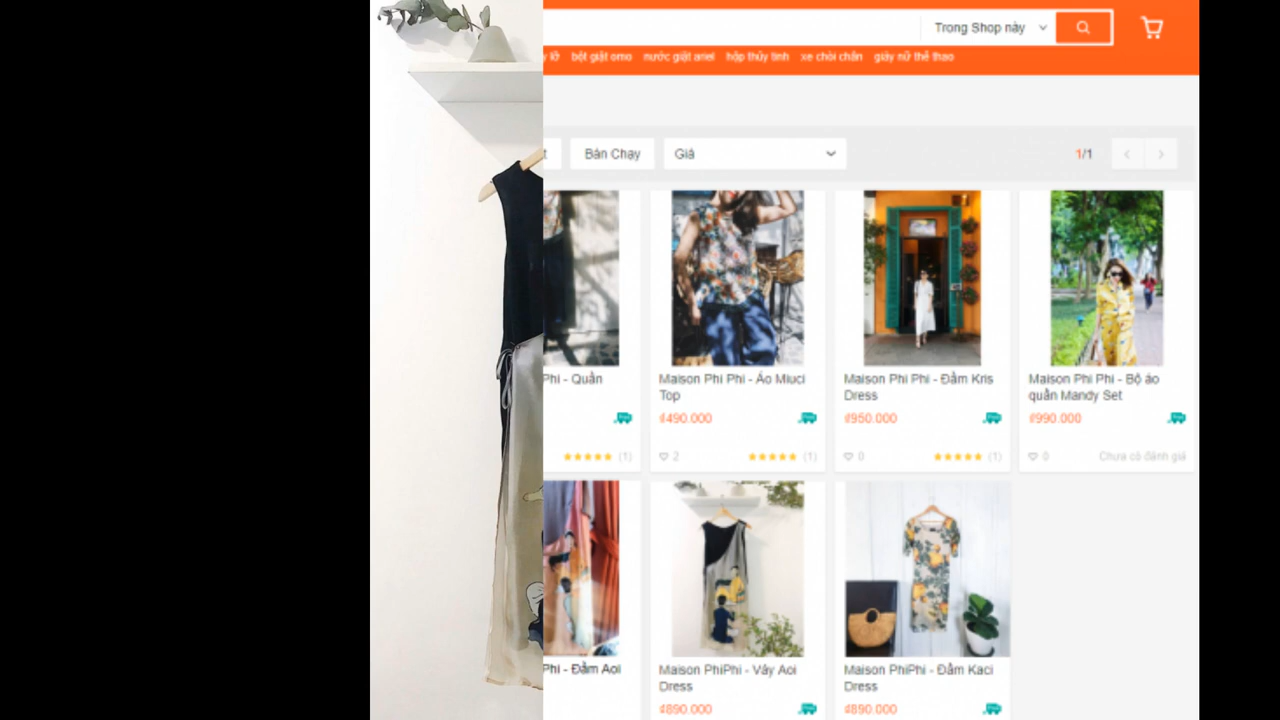 Trong Shop này
bột giặt omo nước giặt ariel hộp thủy tinh xe chòi chân giày nữ thể thao
Bán Chạy Giá 1/1
Phi - Quần
Maison Phi Phi - Áo Miuci
Top
₫490.000
2
(1)
(1)
Maison Phi Phi - Đầm Kris
Dress
₫950.000
0
(1)
Maison Phi Phi - Bộ áo
quần Mandy Set
₫990.000
0
Chưa có đánh giá
Phi - Đầm Aoi
Maison PhiPhi - Váy Aoi
Dress
₫890.000
Maison PhiPhi - Đầm Kaci
Dress
₫890.000